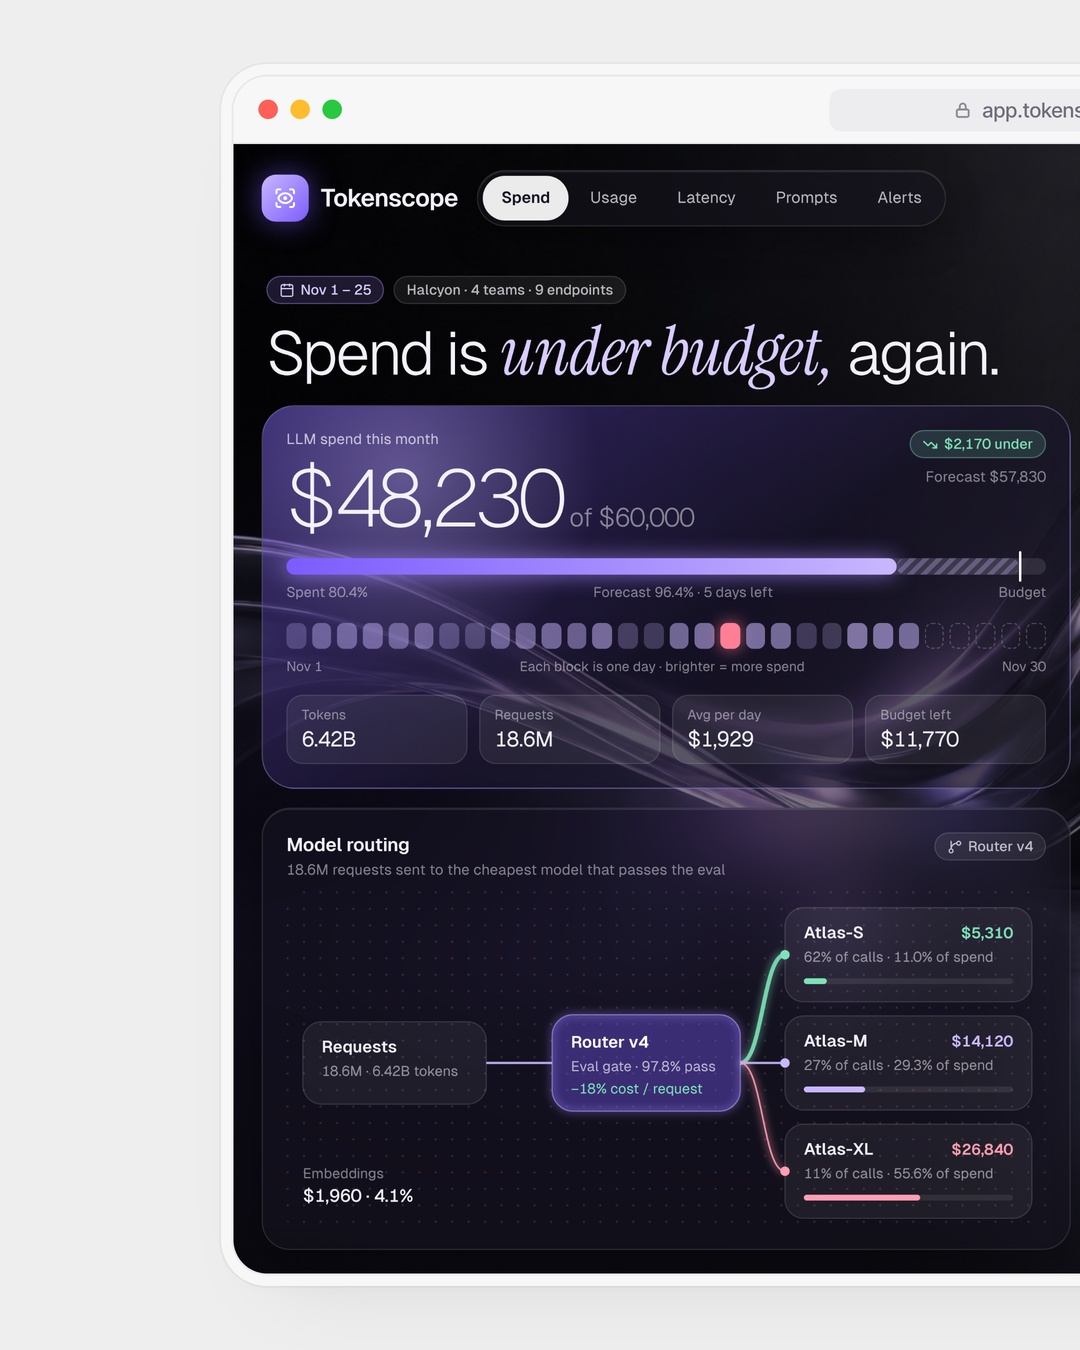 app.tokens
Tokenscope
Spend
Usage
Latency
Prompts
Alerts
Nov 1 – 25
Halcyon · 4 teams · 9 endpoints
Spend is under budget, again.
LLM spend this month
$2,170 under
$48,230 of $60,000
Forecast $57,830
Spent 80.4%
Forecast 96.4% · 5 days left
Budget
Nov 1
Each block is one day · brighter = more spend
Nov 30
Tokens
6.42B
Requests
18.6M
Avg per day
$1,929
Budget left
$11,770
Model routing
Router v4
18.6M requests sent to the cheapest model that passes the eval
Requests
18.6M · 6.42B tokens
Router v4
Eval gate · 97.8% pass
−18% cost / request
Atlas-S
$5,310
62% of calls · 11.0% of spend
Atlas-M
$14,120
27% of calls · 29.3% of spend
Atlas-XL
$26,840
11% of calls · 55.6% of spend
Embeddings
$1,960 · 4.1%